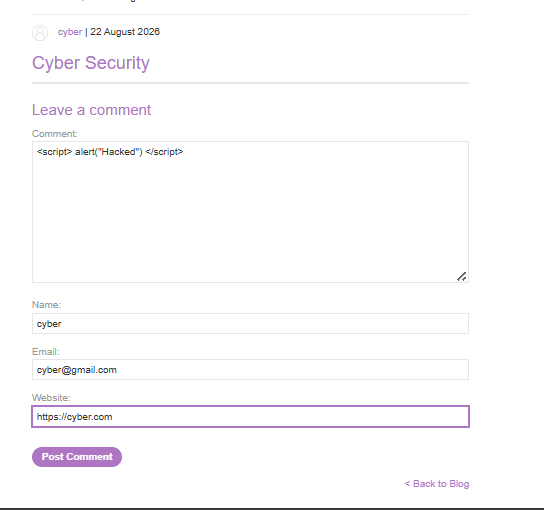 cyber | 22 August 2026
Cyber Security
Leave a comment
Comment:
<script> alert("Hacked") </script>
Name:
cyber
Email:
cyber@gmail.com
Website:
https://cyber.com
Post Comment
< Back to Blog